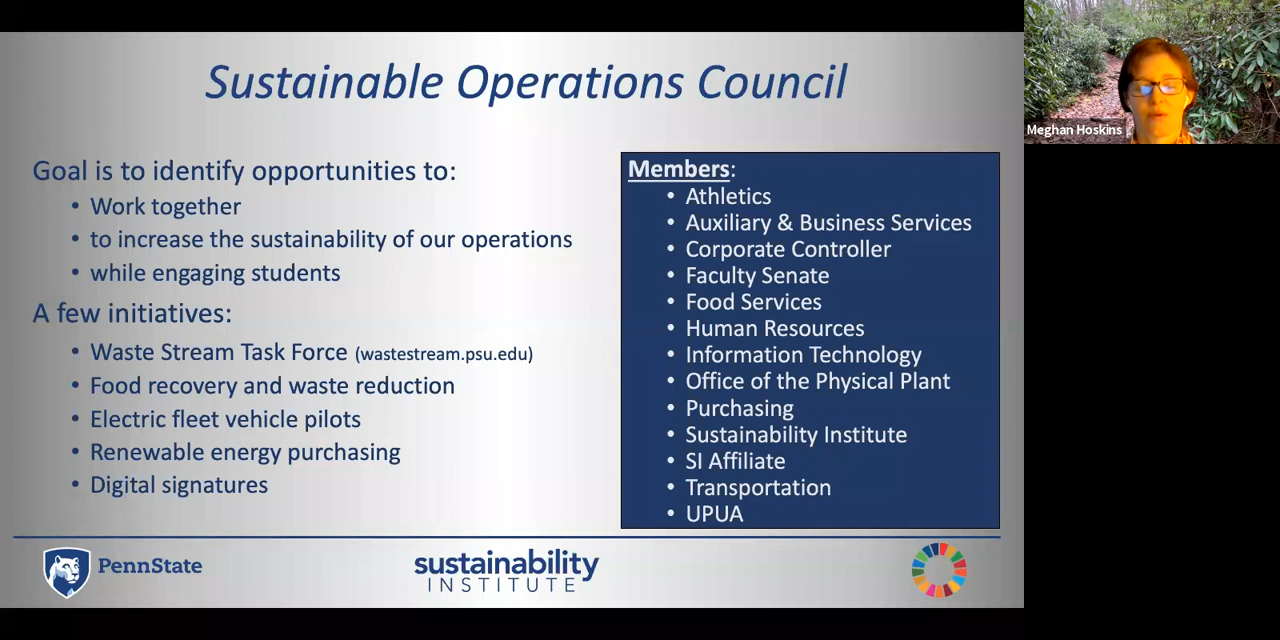 Sustainable Operations Council
Goal is to identify opportunities to:
• Work together
• to increase the sustainability of our operations
• while engaging students
A few initiatives:
• Waste Stream Task Force (wastestream.psu.edu)
• Food recovery and waste reduction
• Electric fleet vehicle pilots
• Renewable energy purchasing
• Digital signatures
Members:
• Athletics
• Auxiliary & Business Services
• Corporate Controller
• Faculty Senate
• Food Services
• Human Resources
• Information Technology
• Office of the Physical Plant
• Purchasing
• Sustainability Institute
• SI Affiliate
• Transportation
• UPUA
PennState
sustainability
INSTITUTE
Meghan Hoskins